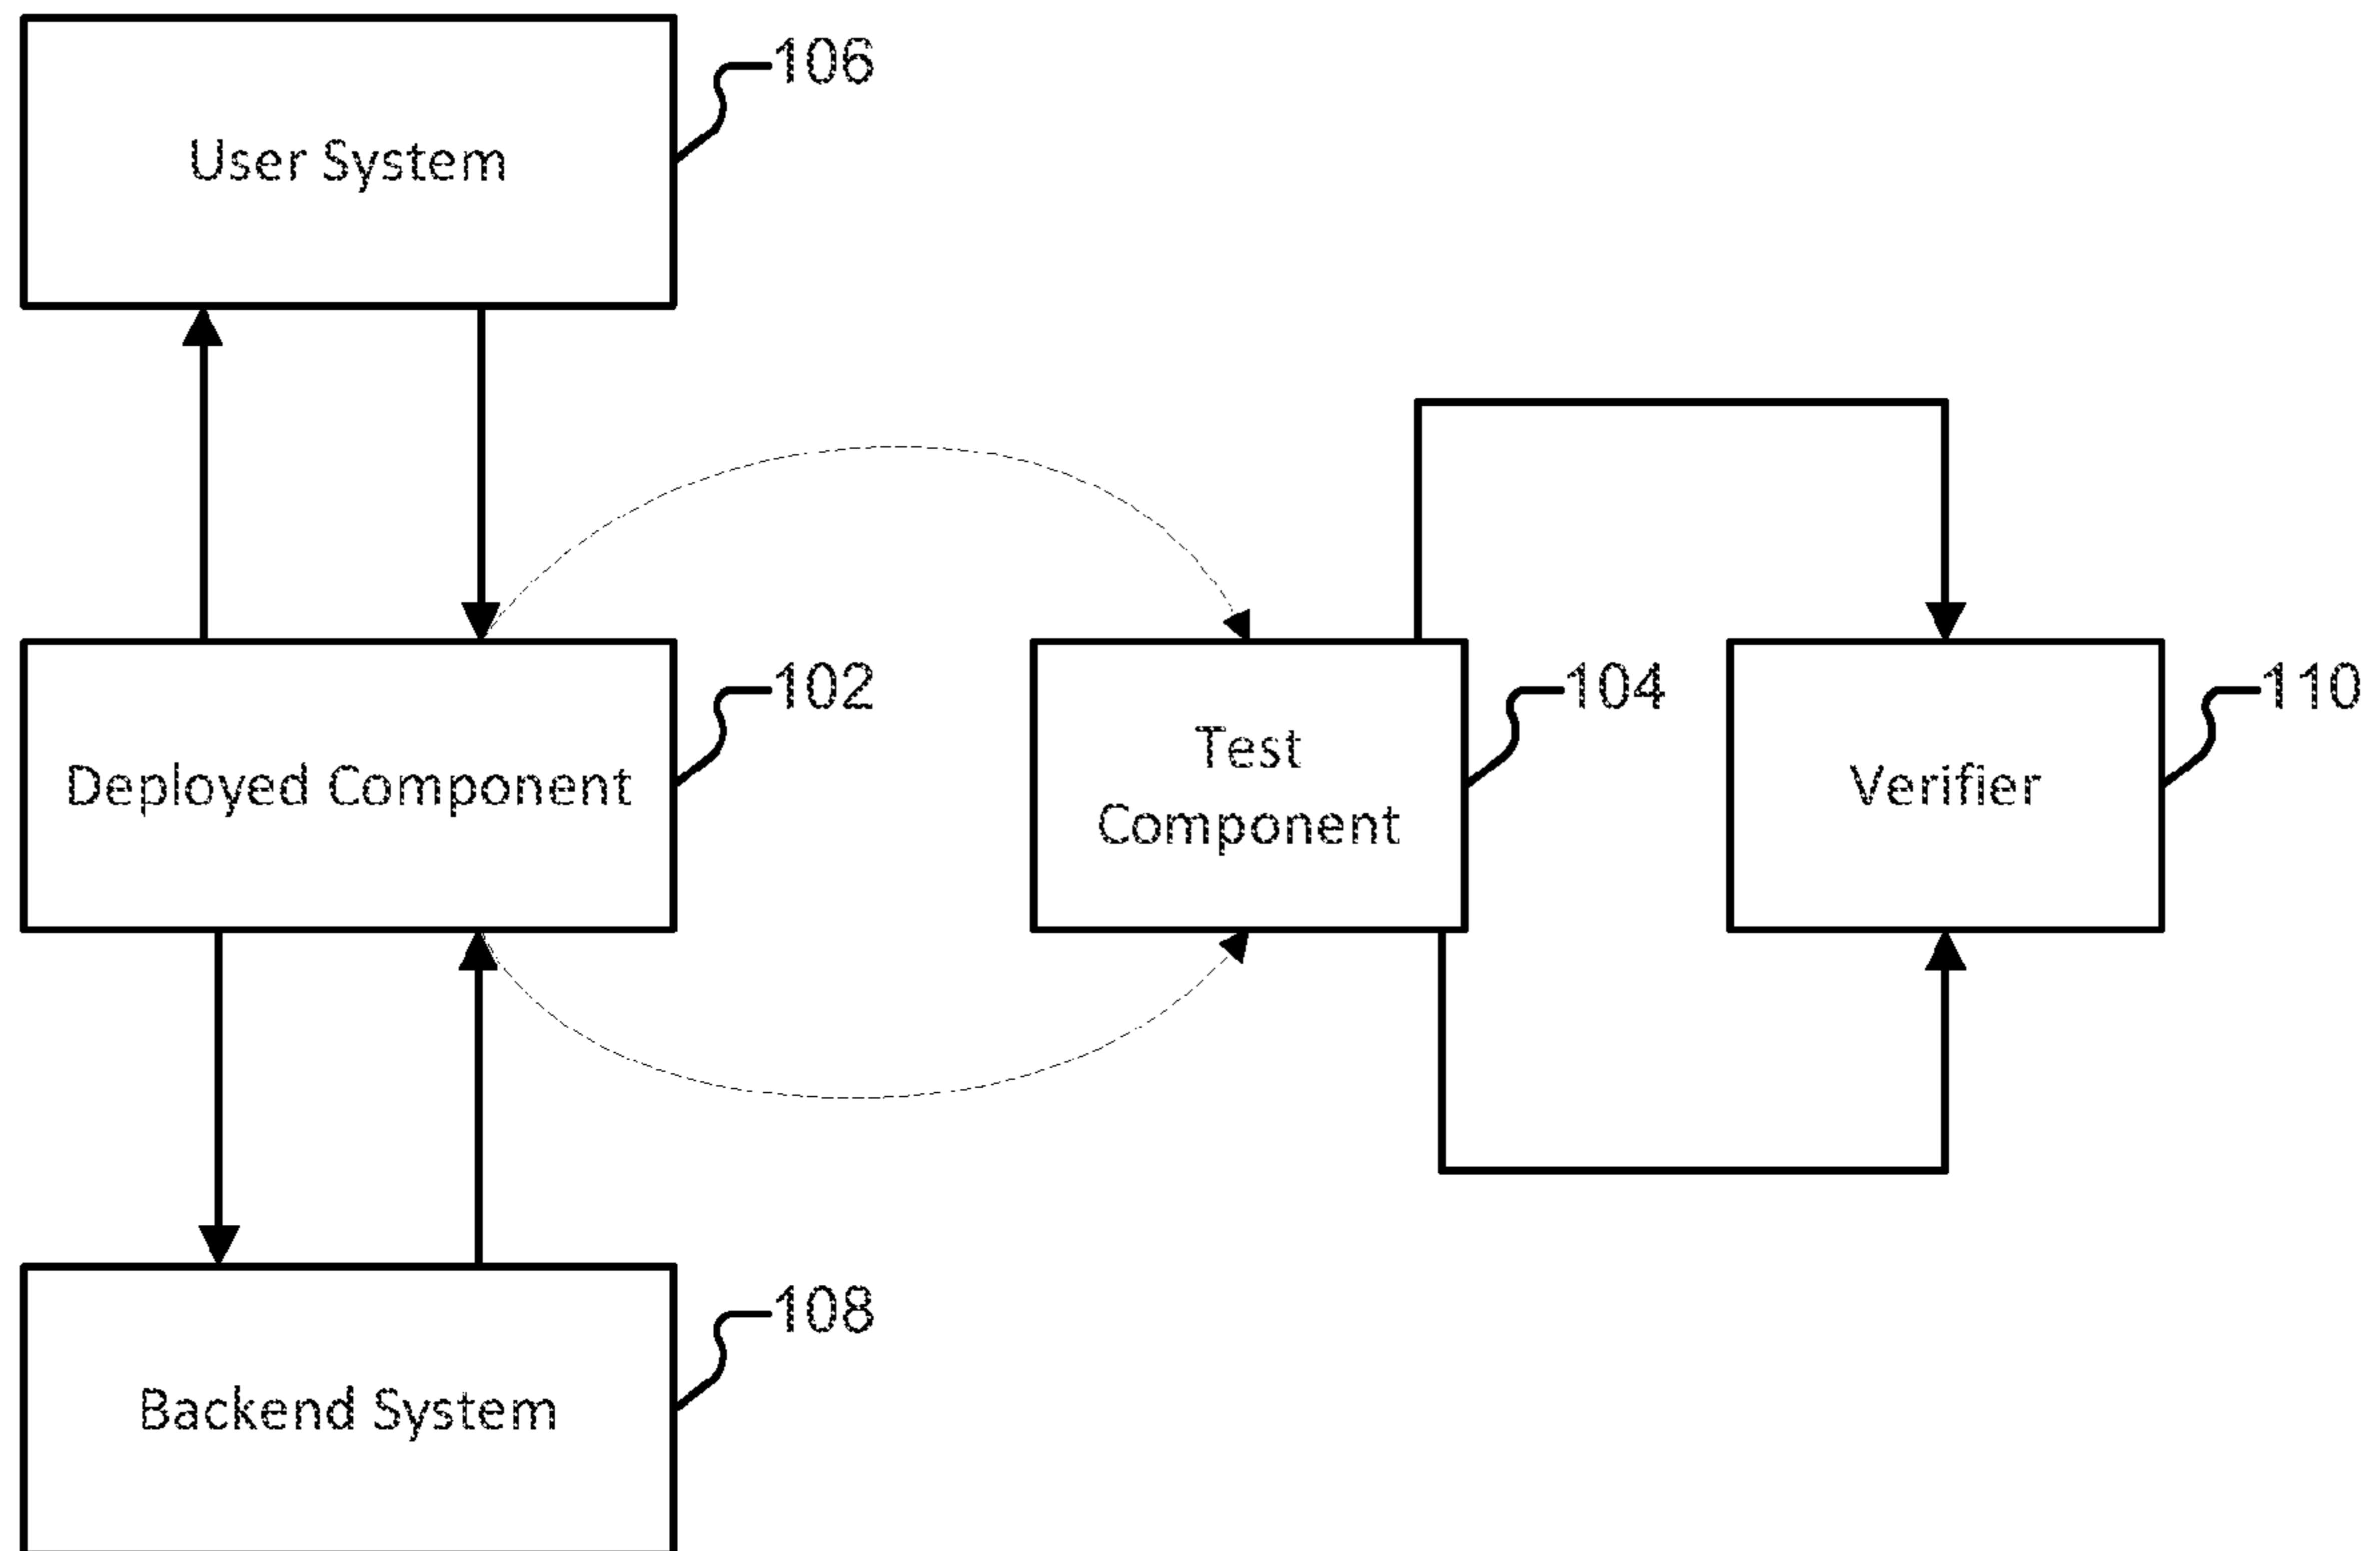 106
User System
102
Deployed Component
Test
Component
104
Verifier
110
108
Backend System